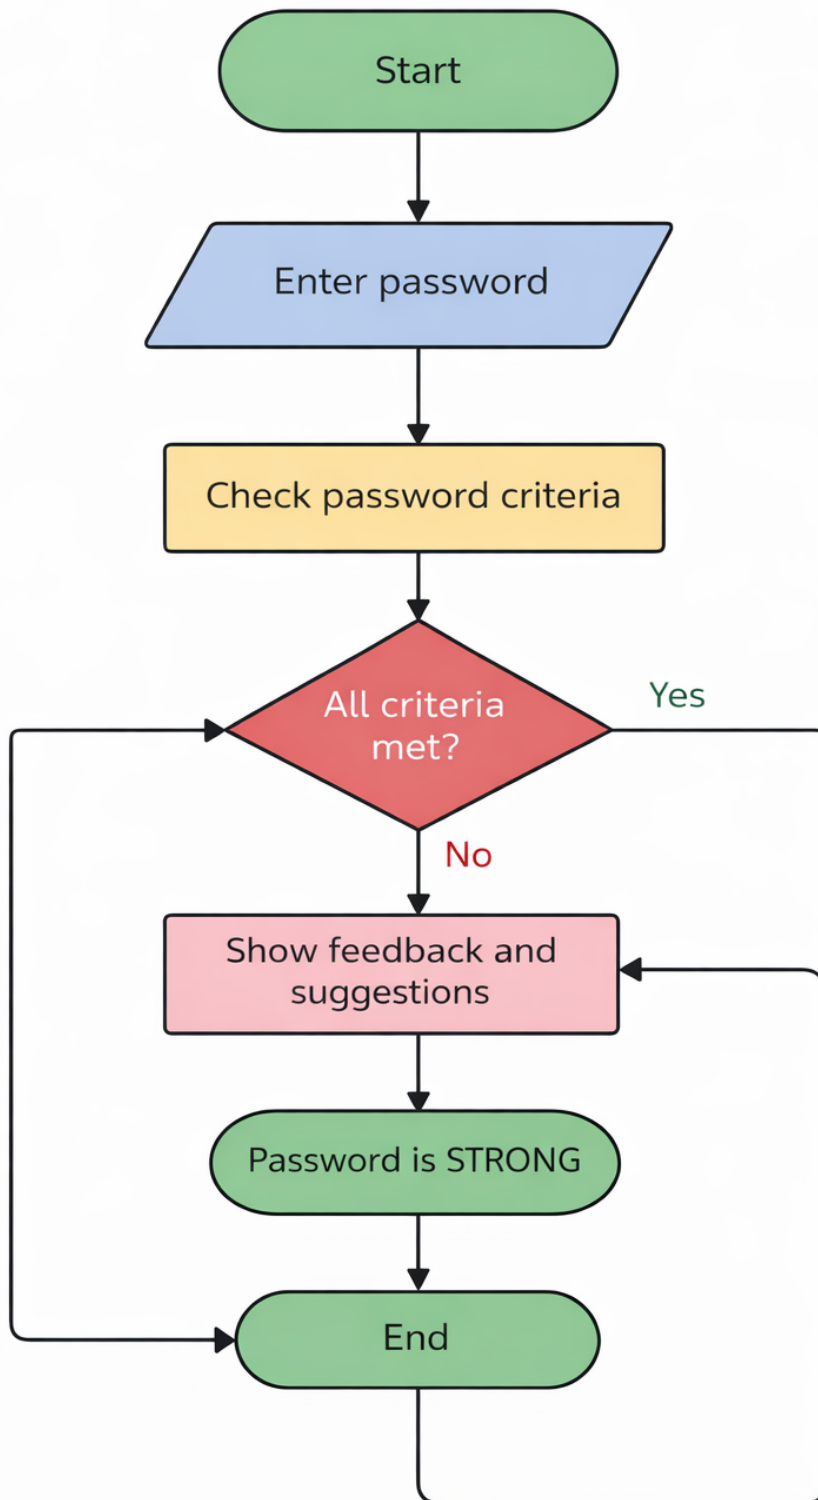 Start
Enter password
Check password criteria
All criteria
met?
Yes
No
Show feedback and
suggestions
Password is STRONG
End